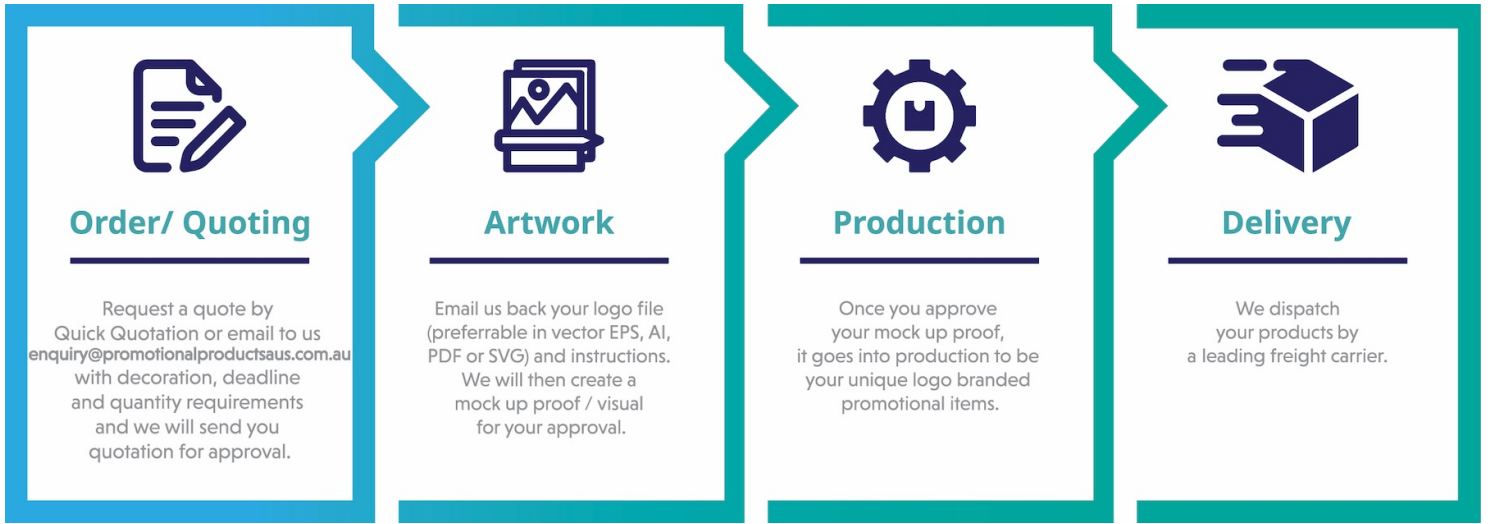 Order/ Quoting
Request a quote by
Quick Quotation or email to us
enquiry@promotionalproductsaus.com.au
with decoration, deadline
and quantity requirements
and we will send you
quotation for approval.
Artwork
Email us back your logo file
(preferrable in vector EPS, AI,
PDF or SVG) and instructions.
We will then create a
mock up proof / visual
for your approval.
Production
Once you approve
your mock up proof,
it goes into production to be
your unique logo branded
promotional items.
Delivery
We dispatch
your products by
a leading freight carrier.